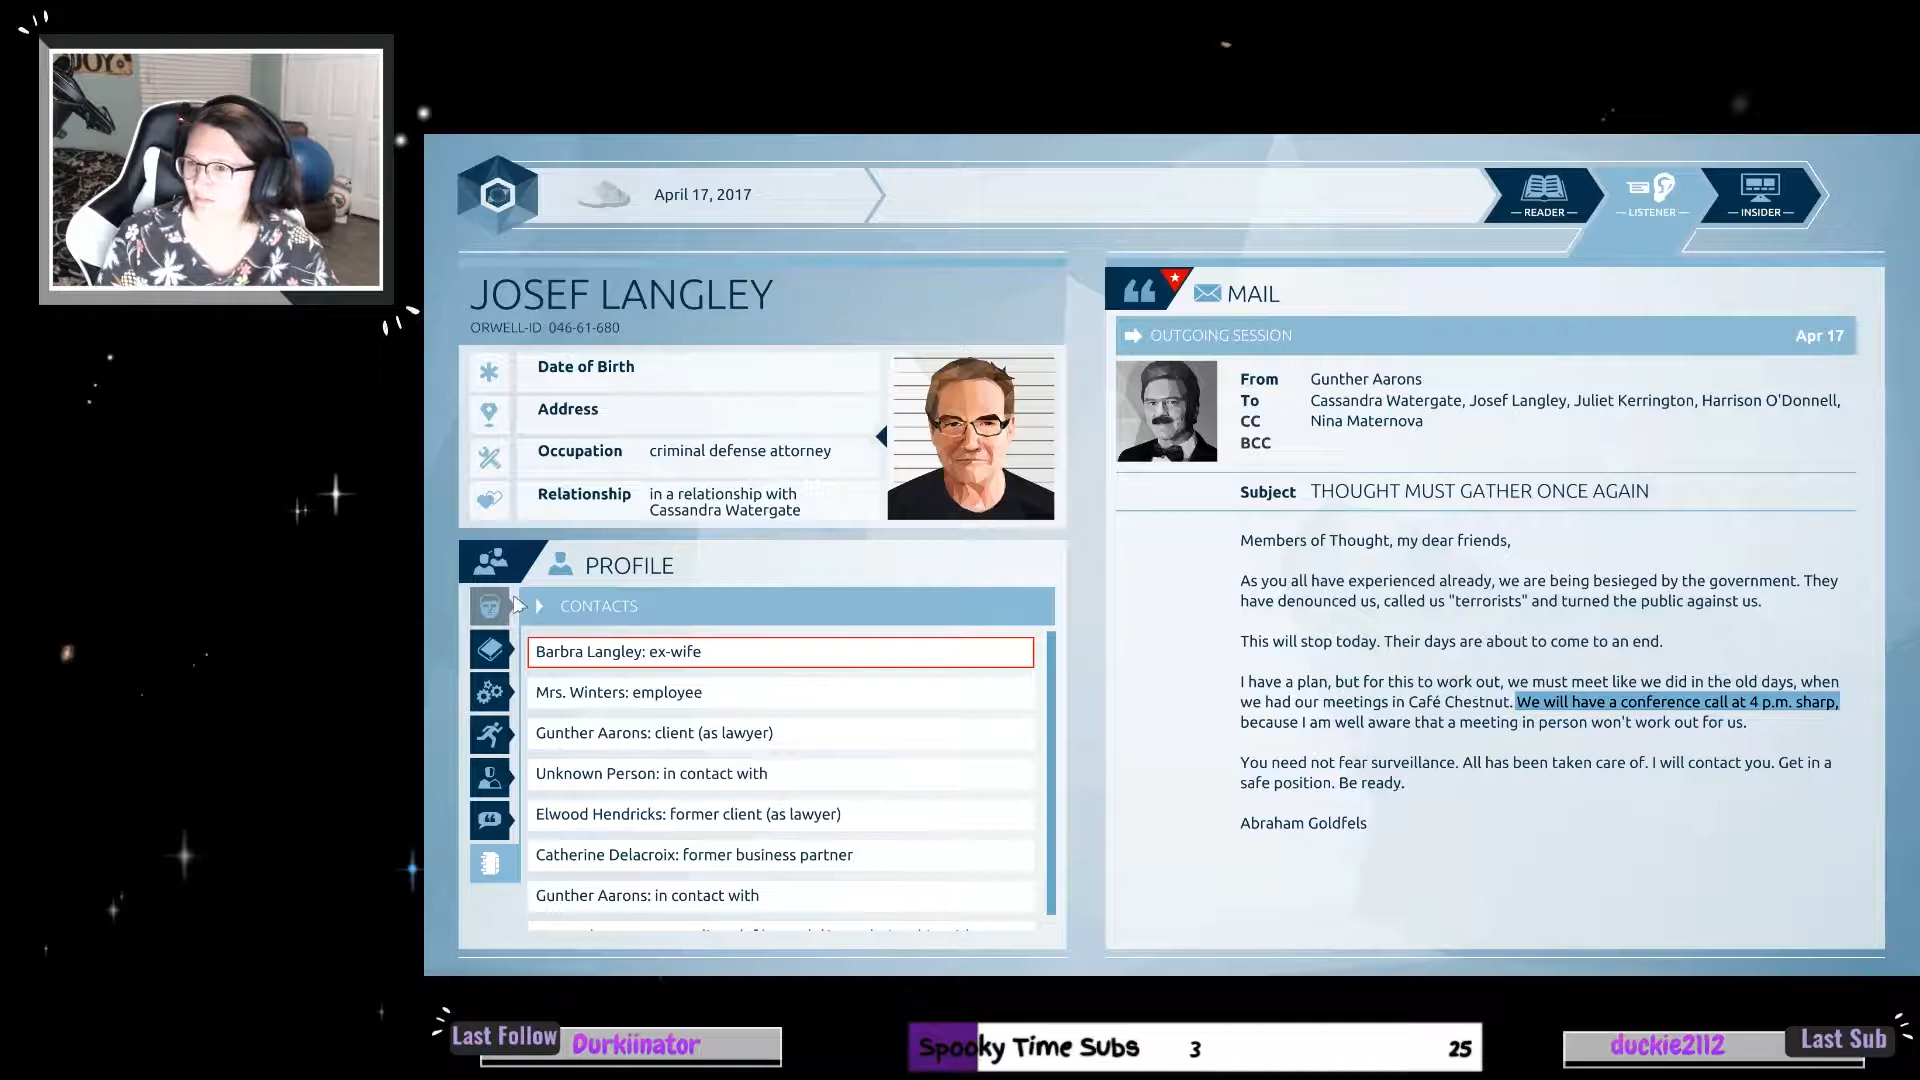 JOY
April 17, 2017
READER
LISTENER
INSIDER
JOSEF LANGLEY
ORWELL-ID 046-61-680
Date of Birth
Address
Occupation criminal defense attorney
Relationship in a relationship with
Cassandra Watergate
PROFILE
CONTACTS
Barbra Langley: ex-wife
Mrs. Winters: employee
Gunther Aarons: client (as lawyer)
Unknown Person: in contact with
Elwood Hendricks: former client (as lawyer)
Catherine Delacroix: former business partner
Gunther Aarons: in contact with
MAIL
OUTGOING SESSION Apr 17
From Gunther Aarons
To Cassandra Watergate, Josef Langley, Juliet Kerrington, Harrison O'Donnell,
CC Nina Maternova
BCC
Subject THOUGHT MUST GATHER ONCE AGAIN
Members of Thought, my dear friends,
As you all have experienced already, we are being besieged by the government. They
have denounced us, called us "terrorists" and turned the public against us.
This will stop today. Their days are about to come to an end.
I have a plan, but for this to work out, we must meet like we did in the old days, when
we had our meetings in Café Chestnut. We will have a conference call at 4 p.m. sharp,
because I am well aware that a meeting in person won't work out for us.
You need not fear surveillance. All has been taken care of. I will contact you. Get in a
safe position. Be ready.
Abraham Goldfels
Last Follow Durkiinator
Spooky Time Subs 3 25
duckie2112 Last Sub